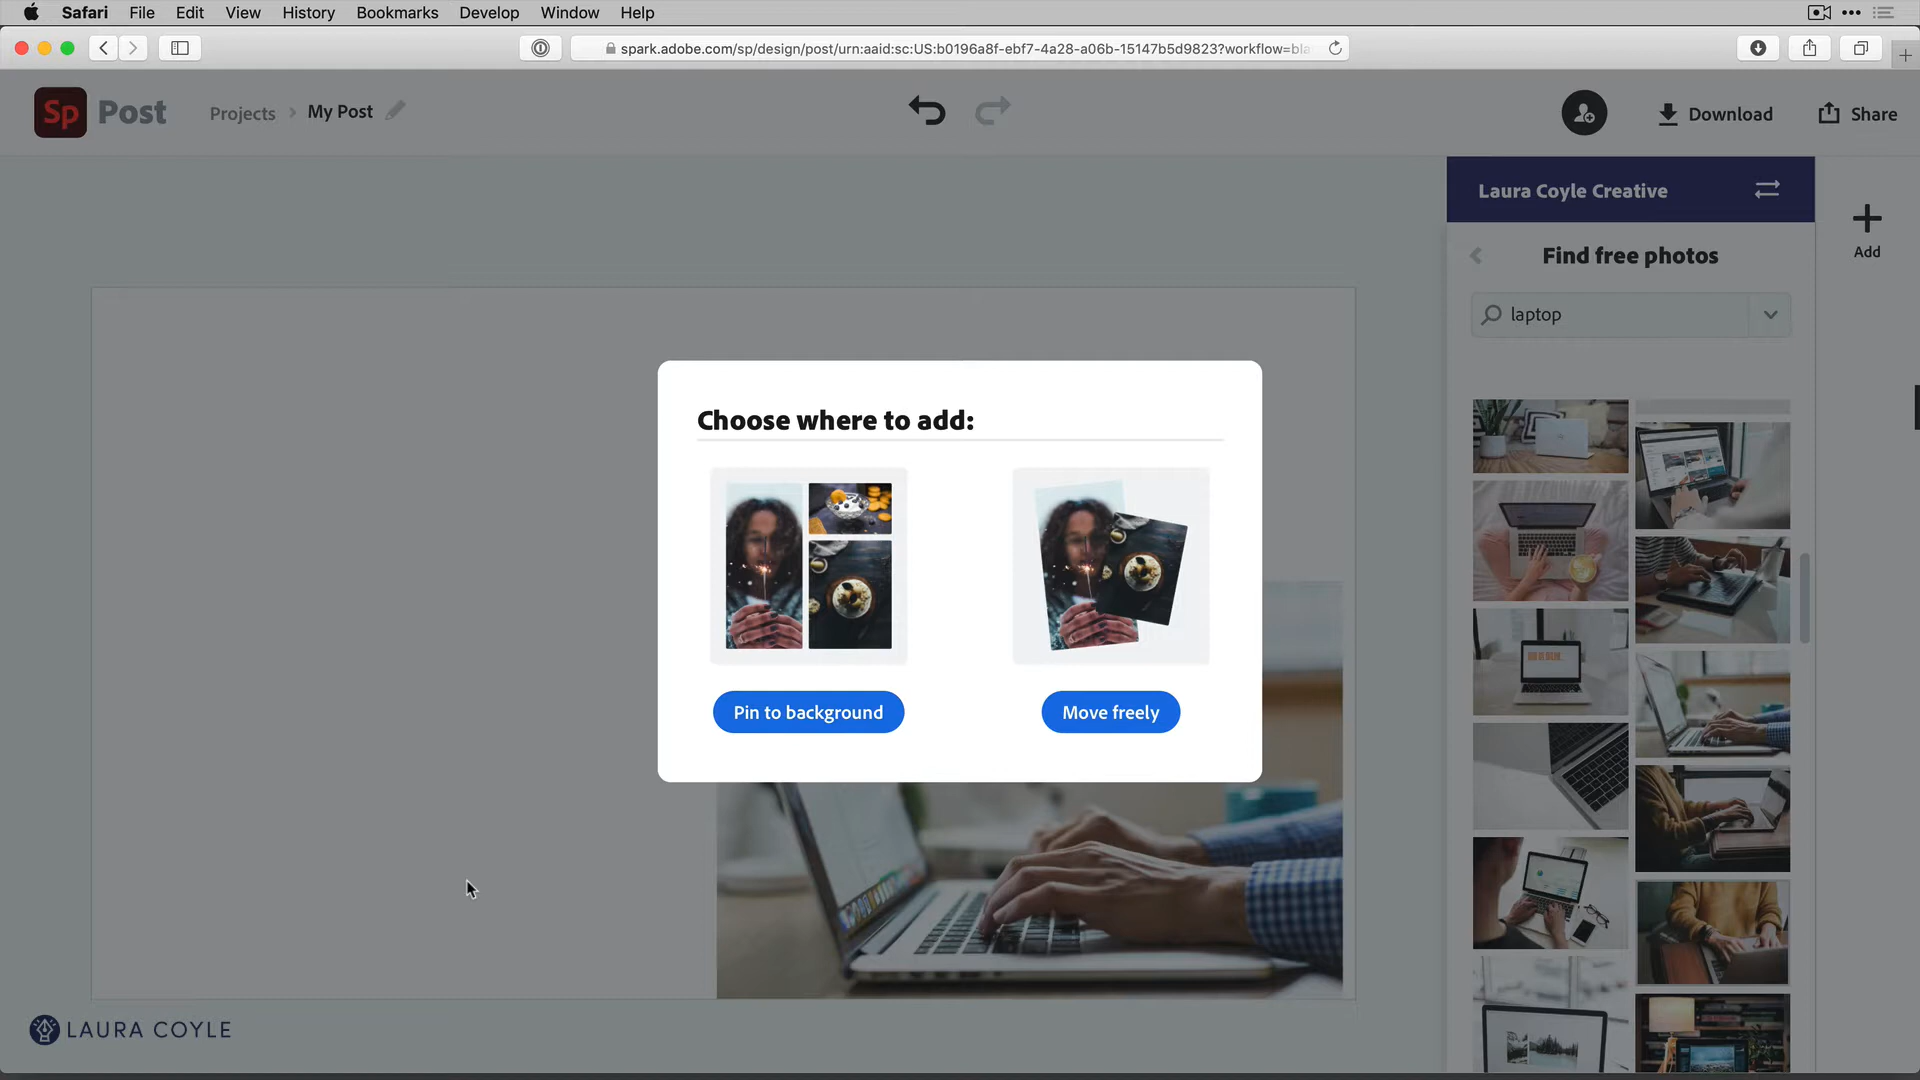 Safari File Edit View History Bookmarks Develop Window Help
spark.adobe.com/sp/design/post/urn:aaid:sc:US:b0196a8f-ebf7-4a28-a06b-15147b5d9823?workflow=bla
Sp Post Projects > My Post Download Share
Laura Coyle Creative
Add
Find free photos
laptop
Choose where to add:
Pin to background Move freely
LAURA COYLE